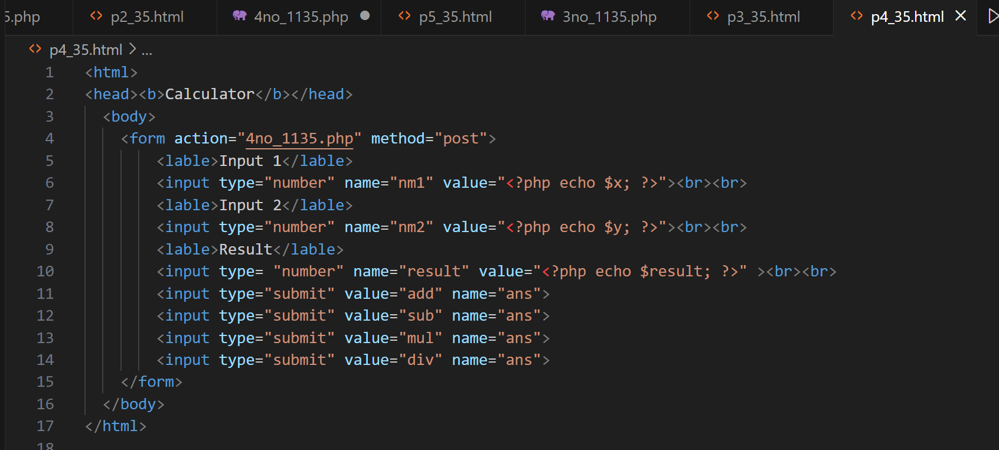 5.php p2_35.html 4no_1135.php p5_35.html 3no_1135.php p3_35.html p4_35.html
p4_35.html > ...
1 <html>
2 <head><b>Calculator</b></head>
3 <body>
4 <form action="4no_1135.php" method="post">
5 <lable>Input 1</lable>
6 <input type="number" name="nm1" value="<?php echo $x; ?>"><br><br>
7 <lable>Input 2</lable>
8 <input type="number" name="nm2" value="<?php echo $y; ?>"><br><br>
9 <lable>Result</lable>
10 <input type= "number" name="result" value="<?php echo $result; ?>" ><br><br>
11 <input type="submit" value="add" name="ans">
12 <input type="submit" value="sub" name="ans">
13 <input type="submit" value="mul" name="ans">
14 <input type="submit" value="div" name="ans">
15 </form>
16 </body>
17 </html>
18